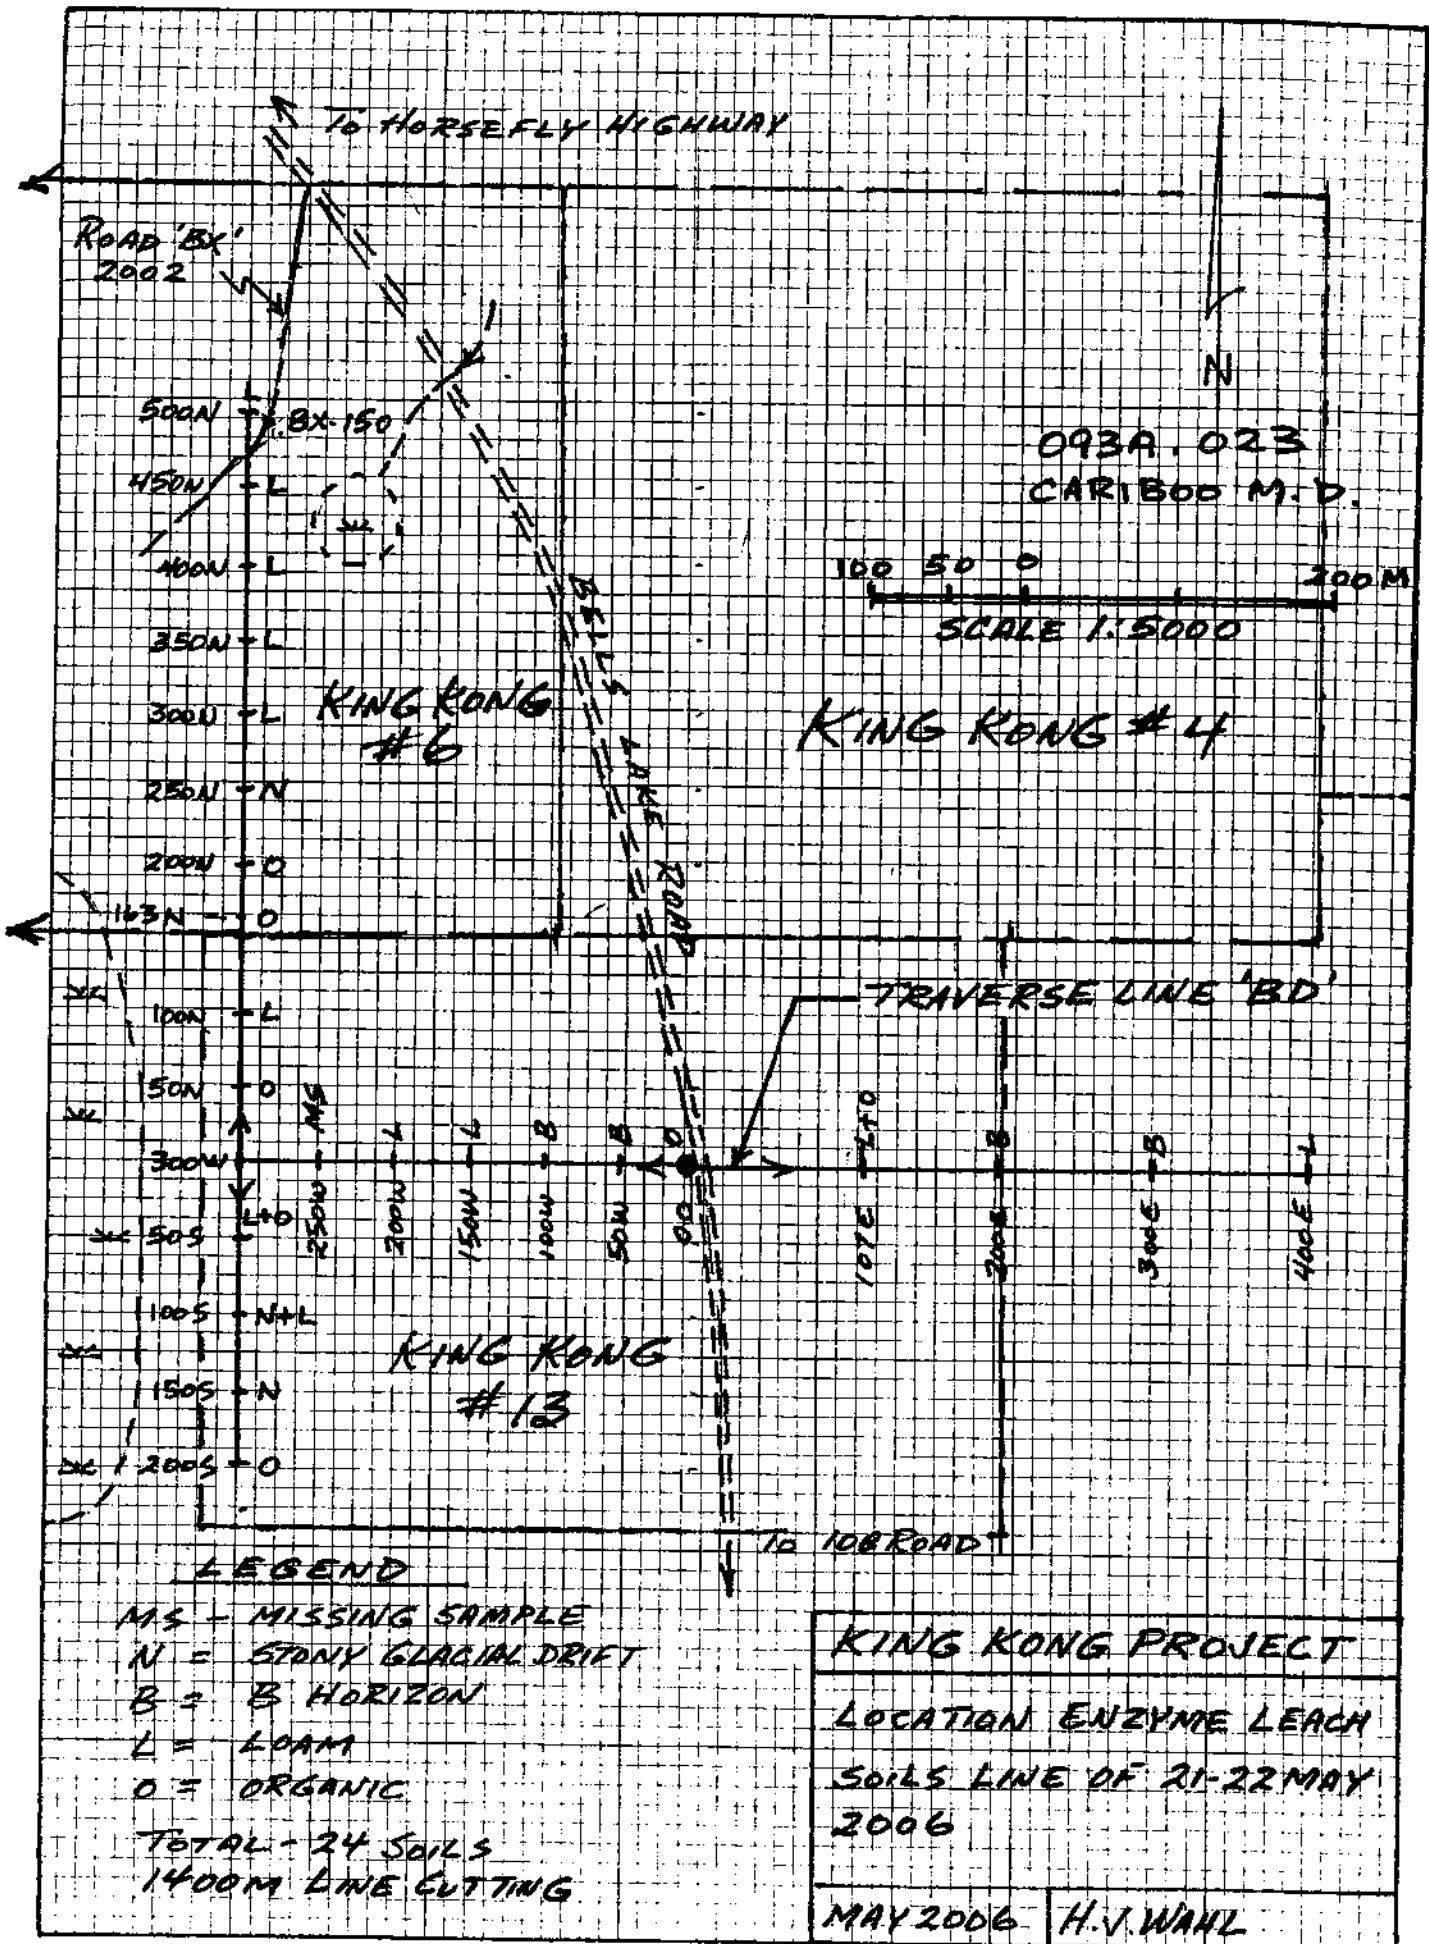 To HORSEFLY HIGHWAY
ROAD 'BX'
2002
N
500N
BX-150
093A.023
CARIBOO M.D.
450N L
400N L
100 50 0 200 M
SCALE 1:5000
350N L
BELLS LAKE ROAD
300N L
KING KONG
#6
KING KONG #4
250N N
200N O
163N O
TRAVERSE LINE 'BD'
100N L
50N O
MS L L B B O L+O B B L
300W
250W 200W 150W 100W 50W 00 107E 200E 300E 400E
L+O
50S
100S N+L
KING KONG
#13
150S N
200S O
To 108 ROAD
LEGEND
MS - MISSING SAMPLE
N = STONY GLACIAL DRIFT
B = B HORIZON
L = LOAM
O = ORGANIC
TOTAL - 24 SOILS
1400M LINE CUTTING
KING KONG PROJECT
LOCATION ENZYME LEACH
SOILS LINE OF 21-22 MAY
2006
MAY 2006 H.V. WAHL